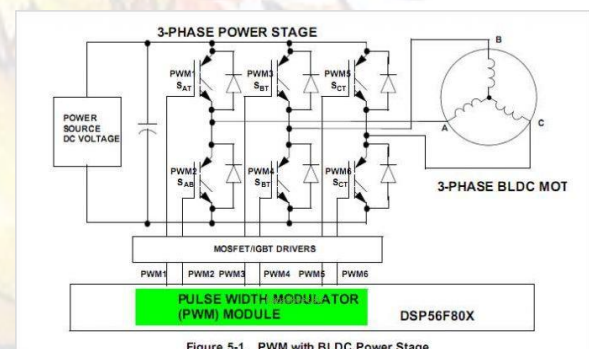 3-PHASE POWER STAGE
B
PWM1
S_AT
PWM3
S_BT
PWM5
S_CT
POWER
SOURCE
DC VOLTAGE
A
C
PWM2
S_AB
PWM4
S_BT
PWM6
S_CT
3-PHASE BLDC MOT
MOSFET/IGBT DRIVERS
PWM1 PWM2 PWM3 PWM4 PWM5 PWM6
PULSE WIDTH MODULATOR
(PWM) MODULE
DSP56F80X
Figure 5-1. PWM with BLDC Power Stage